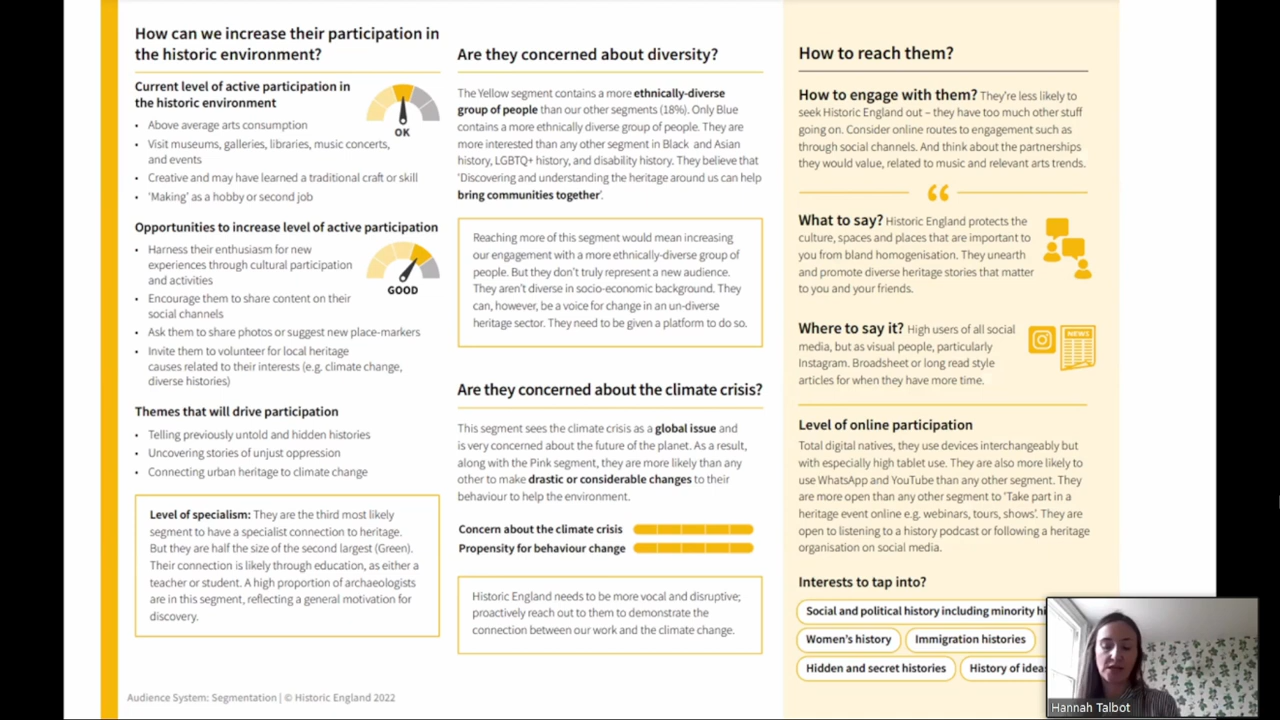 How can we increase their participation in
the historic environment?
Current level of active participation in
the historic environment
OK
• Above average arts consumption
• Visit museums, galleries, libraries, music concerts,
and events
• Creative and may have learned a traditional craft or skill
• 'Making' as a hobby or second job
Opportunities to increase level of active participation
• Harness their enthusiasm for new
experiences through cultural participation
and activities
GOOD
• Encourage them to share content on their
social channels
• Ask them to share photos or suggest new place-markers
• Invite them to volunteer for local heritage
causes related to their interests (e.g. climate change,
diverse histories)
Themes that will drive participation
• Telling previously untold and hidden histories
• Uncovering stories of unjust oppression
• Connecting urban heritage to climate change
Level of specialism: They are the third most likely
segment to have a specialist connection to heritage.
But they are half the size of the second largest (Green).
Their connection is likely through education, as either a
teacher or student. A high proportion of archaeologists
are in this segment, reflecting a general motivation for
discovery.
Audience System: Segmentation | © Historic England 2022
Are they concerned about diversity?
The Yellow segment contains a more ethnically-diverse
group of people than our other segments (18%). Only Blue
contains a more ethnically diverse group of people. They are
more interested than any other segment in Black and Asian
history, LGBTQ+ history, and disability history. They believe that
'Discovering and understanding the heritage around us can help
bring communities together'.
Reaching more of this segment would mean increasing
our engagement with a more ethnically-diverse group of
people. But they don't truly represent a new audience.
They aren't diverse in socio-economic background. They
can, however, be a voice for change in an un-diverse
heritage sector. They need to be given a platform to do so.
Are they concerned about the climate crisis?
This segment sees the climate crisis as a global issue and
is very concerned about the future of the planet. As a result,
along with the Pink segment, they are more likely than any
other to make drastic or considerable changes to their
behaviour to help the environment.
Concern about the climate crisis
Propensity for behaviour change
Historic England needs to be more vocal and disruptive;
proactively reach out to them to demonstrate the
connection between our work and the climate change.
How to reach them?
How to engage with them? They're less likely to
seek Historic England out – they have too much other stuff
going on. Consider online routes to engagement such as
through social channels. And think about the partnerships
they would value, related to music and relevant arts trends.
What to say? Historic England protects the
culture, spaces and places that are important to
you from bland homogenisation. They unearth
and promote diverse heritage stories that matter
to you and your friends.
Where to say it? High users of all social
media, but as visual people, particularly
Instagram. Broadsheet or long read style
articles for when they have more time.
NEWS
Level of online participation
Total digital natives, they use devices interchangeably but
with especially high tablet use. They are also more likely to
use WhatsApp and YouTube than any other segment. They
are more open than any other segment to 'Take part in a
heritage event online e.g. webinars, tours, shows'. They are
open to listening to a history podcast or following a heritage
organisation on social media.
Interests to tap into?
Social and political history including minority hi
Women's history
Immigration histories
Hidden and secret histories
History of ideas
Hannah Talbot